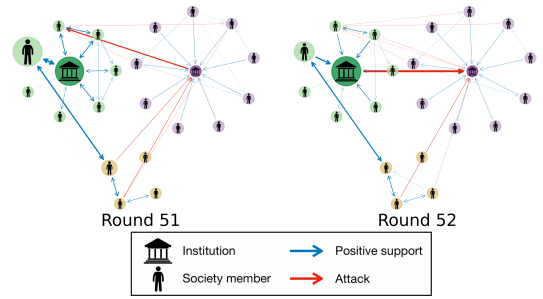 Round 51
Round 52
Institution
Positive support
Society member
Attack